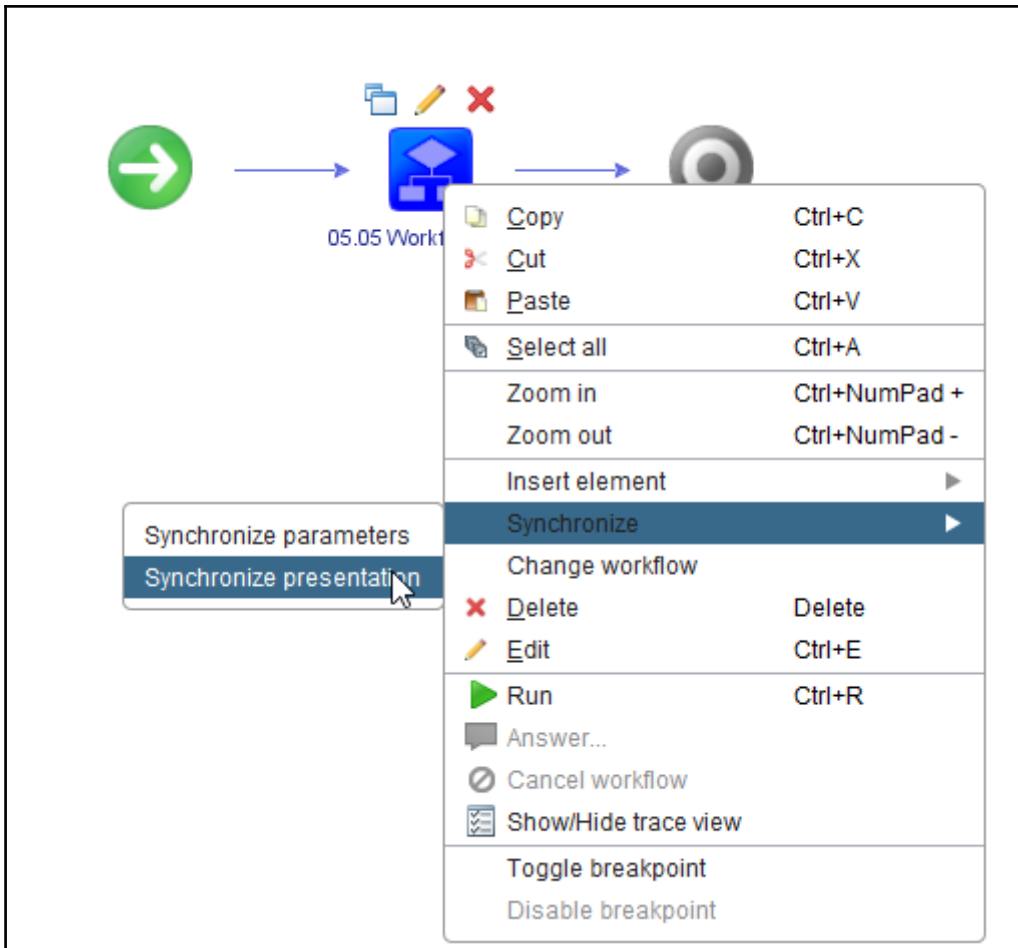 05.05 Workf
Copy Ctrl+C
Cut Ctrl+X
Paste Ctrl+V
Select all Ctrl+A
Zoom in Ctrl+NumPad +
Zoom out Ctrl+NumPad -
Insert element
Synchronize
Synchronize parameters
Synchronize presentation
Change workflow
Delete Delete
Edit Ctrl+E
Run Ctrl+R
Answer...
Cancel workflow
Show/Hide trace view
Toggle breakpoint
Disable breakpoint